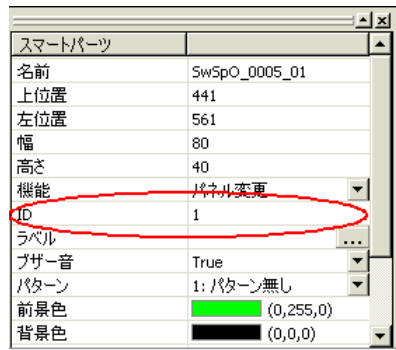 スマートパーツ
名前 SwSpO_0005_01
上位置 441
左位置 561
幅 80
高さ 40
機能 パネル変更
ID 1
ラベル ...
ブザー音 True
パターン 1: パターン無し
前景色 (0,255,0)
背景色 (0,0,0)